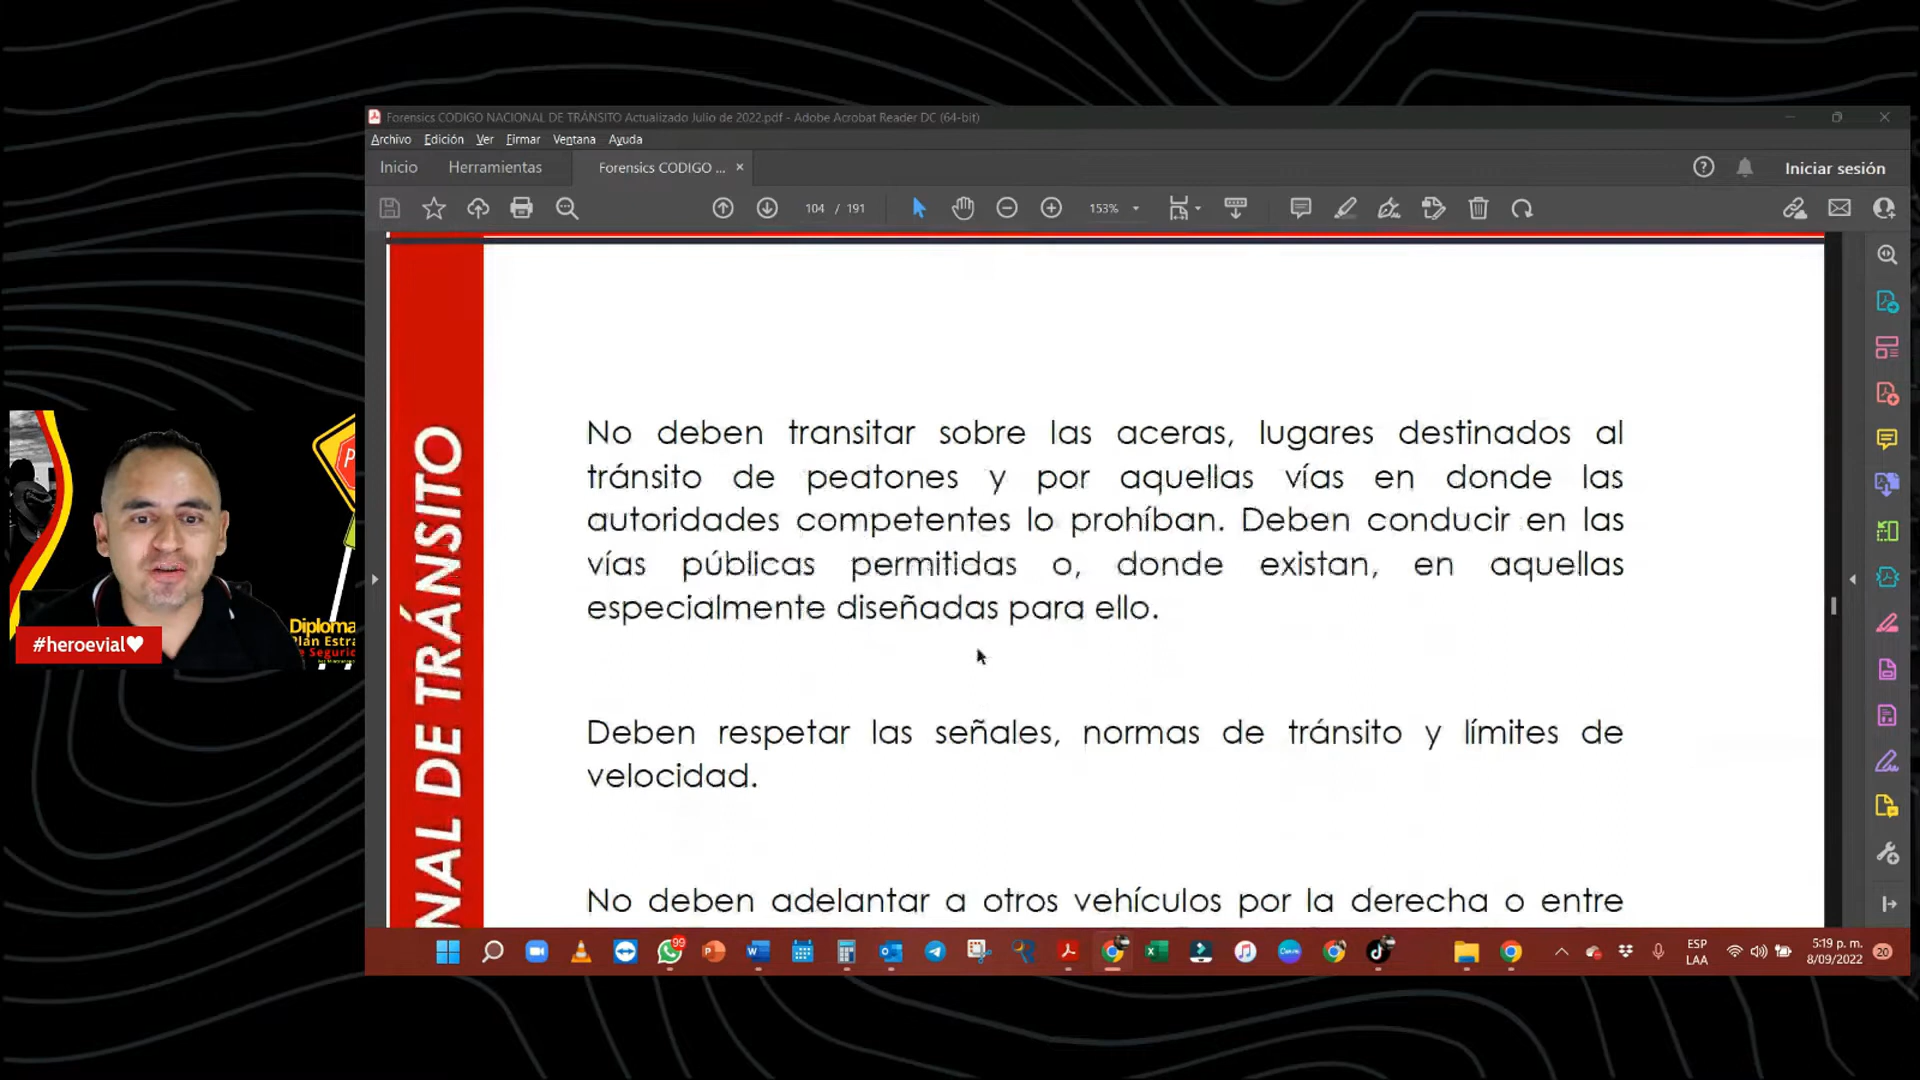 Forensics CODIGO NACIONAL DE TRÁNSITO Actualizado Julio de 2022.pdf - Adobe Acrobat Reader DC (64-bit)
Archivo Edición Ver Firmar Ventana Ayuda
Inicio Herramientas Forensics CODIGO ... × Iniciar sesión
104 / 191 153%
NAL DE TRÁNSITO
No deben transitar sobre las aceras, lugares destinados al
tránsito de peatones y por aquellas vías en donde las
autoridades competentes lo prohíban. Deben conducir en las
vías públicas permitidas o, donde existan, en aquellas
especialmente diseñadas para ello.
Deben respetar las señales, normas de tránsito y límites de
velocidad.
No deben adelantar a otros vehículos por la derecha o entre
#heroevial♥
Diploma
Plan Estra
e Segurid
99
ESP
LAA
5:19 p. m.
8/09/2022
20